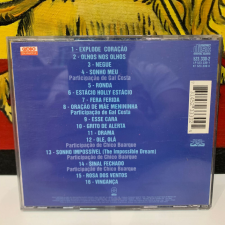 1 - EXPLODE CORAÇÃO
2 - OLHOS NOS OLHOS
3 - NEGUE
4 - SONHO MEU
Participação de Gal Costa
5 - RONDA
6 - ESTÁCIO HOLLY ESTÁCIO
7 - FERA FERIDA
8 - ORAÇÃO DE MÃE MENININHA
Participação de Gal Costa
9 - ESSE CARA
10 - GRITO DE ALERTA
11 - DRAMA
12 - OLÊ, OLÁ
Participação de Chico Buarque
13 - SONHO IMPOSSÍVEL (The Impossible Dream)
Participação de Chico Buarque
14 - SINAL FECHADO
Participação de Chico Buarque
15 - ROSA DOS VENTOS
16 - VINGANÇA